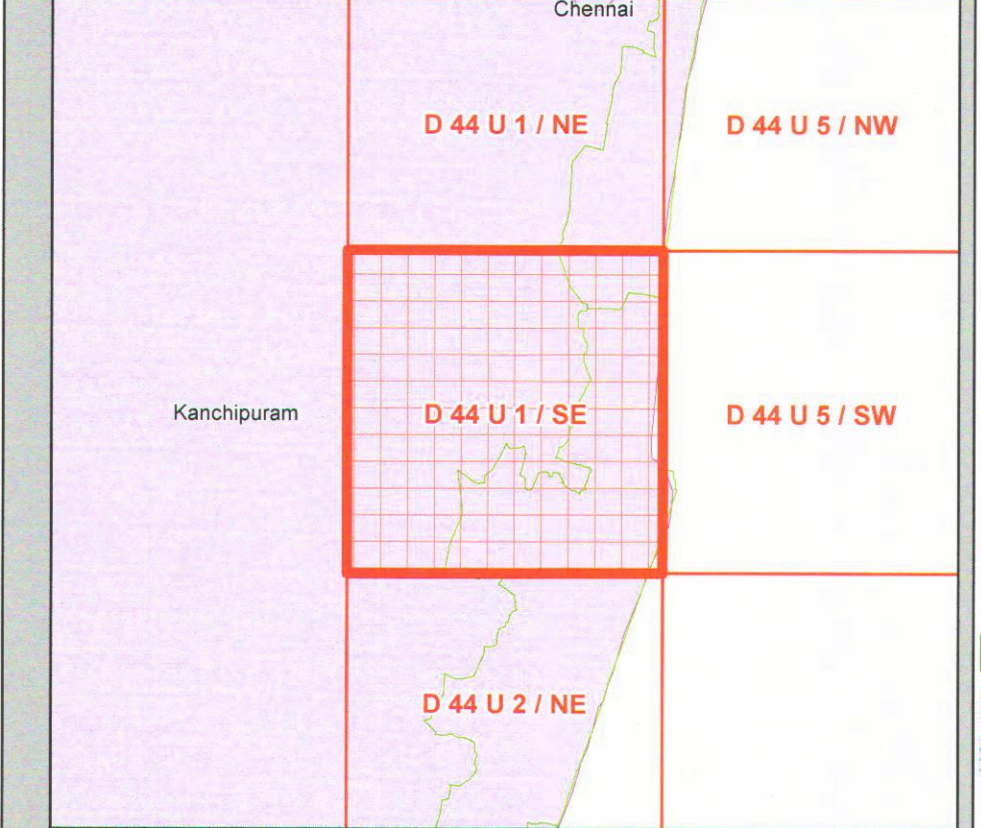 Chennai
D 44 U 1 / NE
D 44 U 5 / NW
Kanchipuram
D 44 U 1 / SE
D 44 U 5 / SW
D 44 U 2 / NE